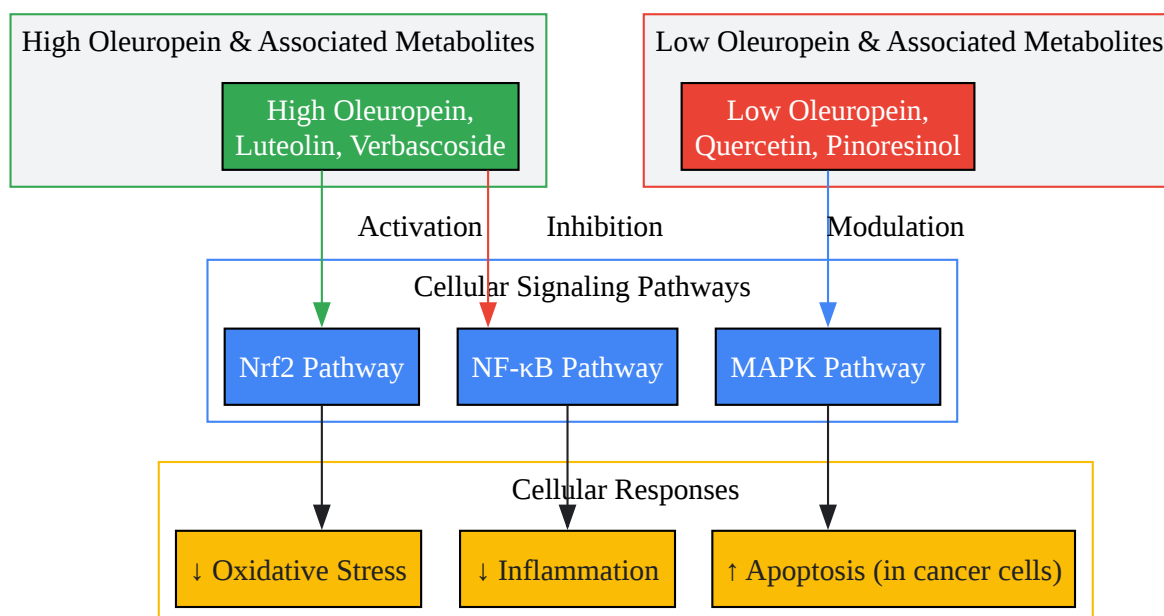 High Oleuropein & Associated Metabolites
Low Oleuropein & Associated Metabolites
High Oleuropein,
Luteolin, Verbascoside
Low Oleuropein,
Quercetin, Pinoresinol
Activation
Inhibition
Modulation
Cellular Signaling Pathways
Nrf2 Pathway
NF-κB Pathway
MAPK Pathway
Cellular Responses
↓ Oxidative Stress
↓ Inflammation
↑ Apoptosis (in cancer cells)